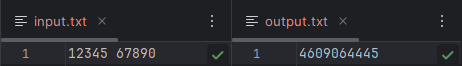 input.txt
1 12345 67890
output.txt
1 4609064445